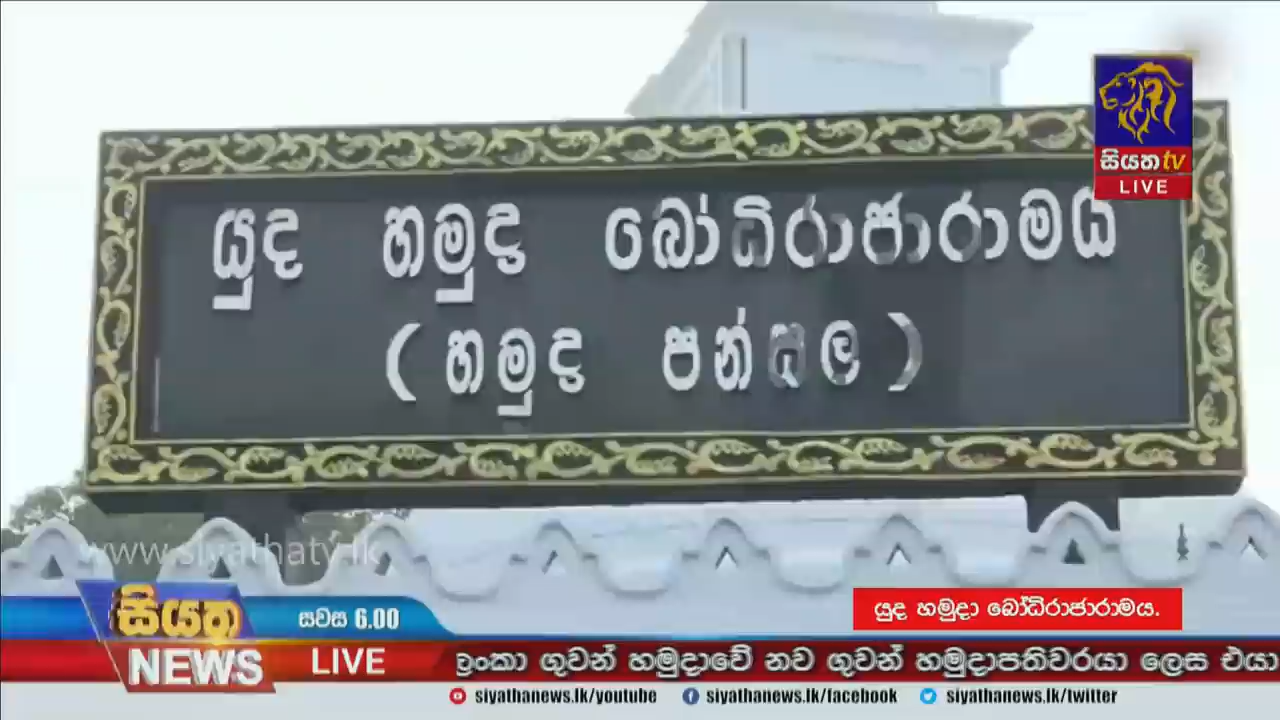 සියත tv
LIVE
යුද හමුද බෝධිරාජාරාමය
( හමුද පන්සල )
www.siyathatv.lk
සියත
NEWS
සවස 6.00
LIVE
යුද හමුදා බෝධිරාජාරාමය.
ගුවන් හමුදාවේ නව ගුවන් හමුදාපතිවරයා ලෙස එයා
siyathanews.lk/youtube
siyathanews.lk/facebook
siyathanews.lk/twitter